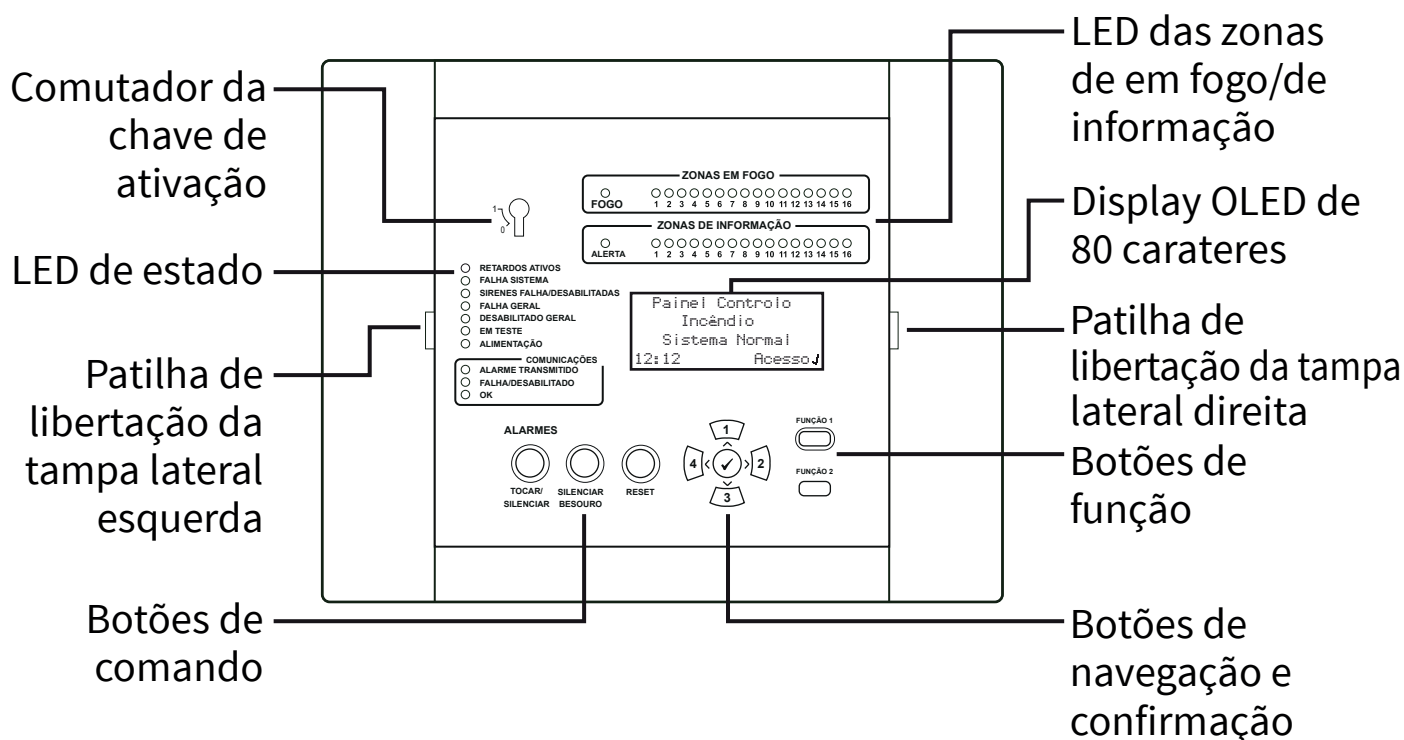 Comutador da
chave de
ativação
LED de estado
Patilha de
libertação da
tampa lateral
esquerda
Botões de
comando
1
0
ZONAS EM FOGO
FOGO
1 2 3 4 5 6 7 8 9 10 11 12 13 14 15 16
ZONAS DE INFORMAÇÃO
ALERTA
1 2 3 4 5 6 7 8 9 10 11 12 13 14 15 16
RETARDOS ATIVOS
FALHA SISTEMA
SIRENES FALHA/DESABILITADAS
FALHA GERAL
DESABILITADO GERAL
EM TESTE
ALIMENTAÇÃO
COMUNICAÇÕES
ALARME TRANSMITIDO
FALHA/DESABILITADO
OK
Painel Controlo
Incêndio
Sistema Normal
12:12 Acesso
ALARMES
TOCAR/
SILENCIAR
SILENCIAR
BESOURO
RESET
1
4 ✓ 2
3
FUNÇÃO 1
FUNÇÃO 2
LED das zonas
de em fogo/de
informação
Display OLED de
80 carateres
Patilha de
libertação da tampa
lateral direita
Botões de
função
Botões de
navegação e
confirmação